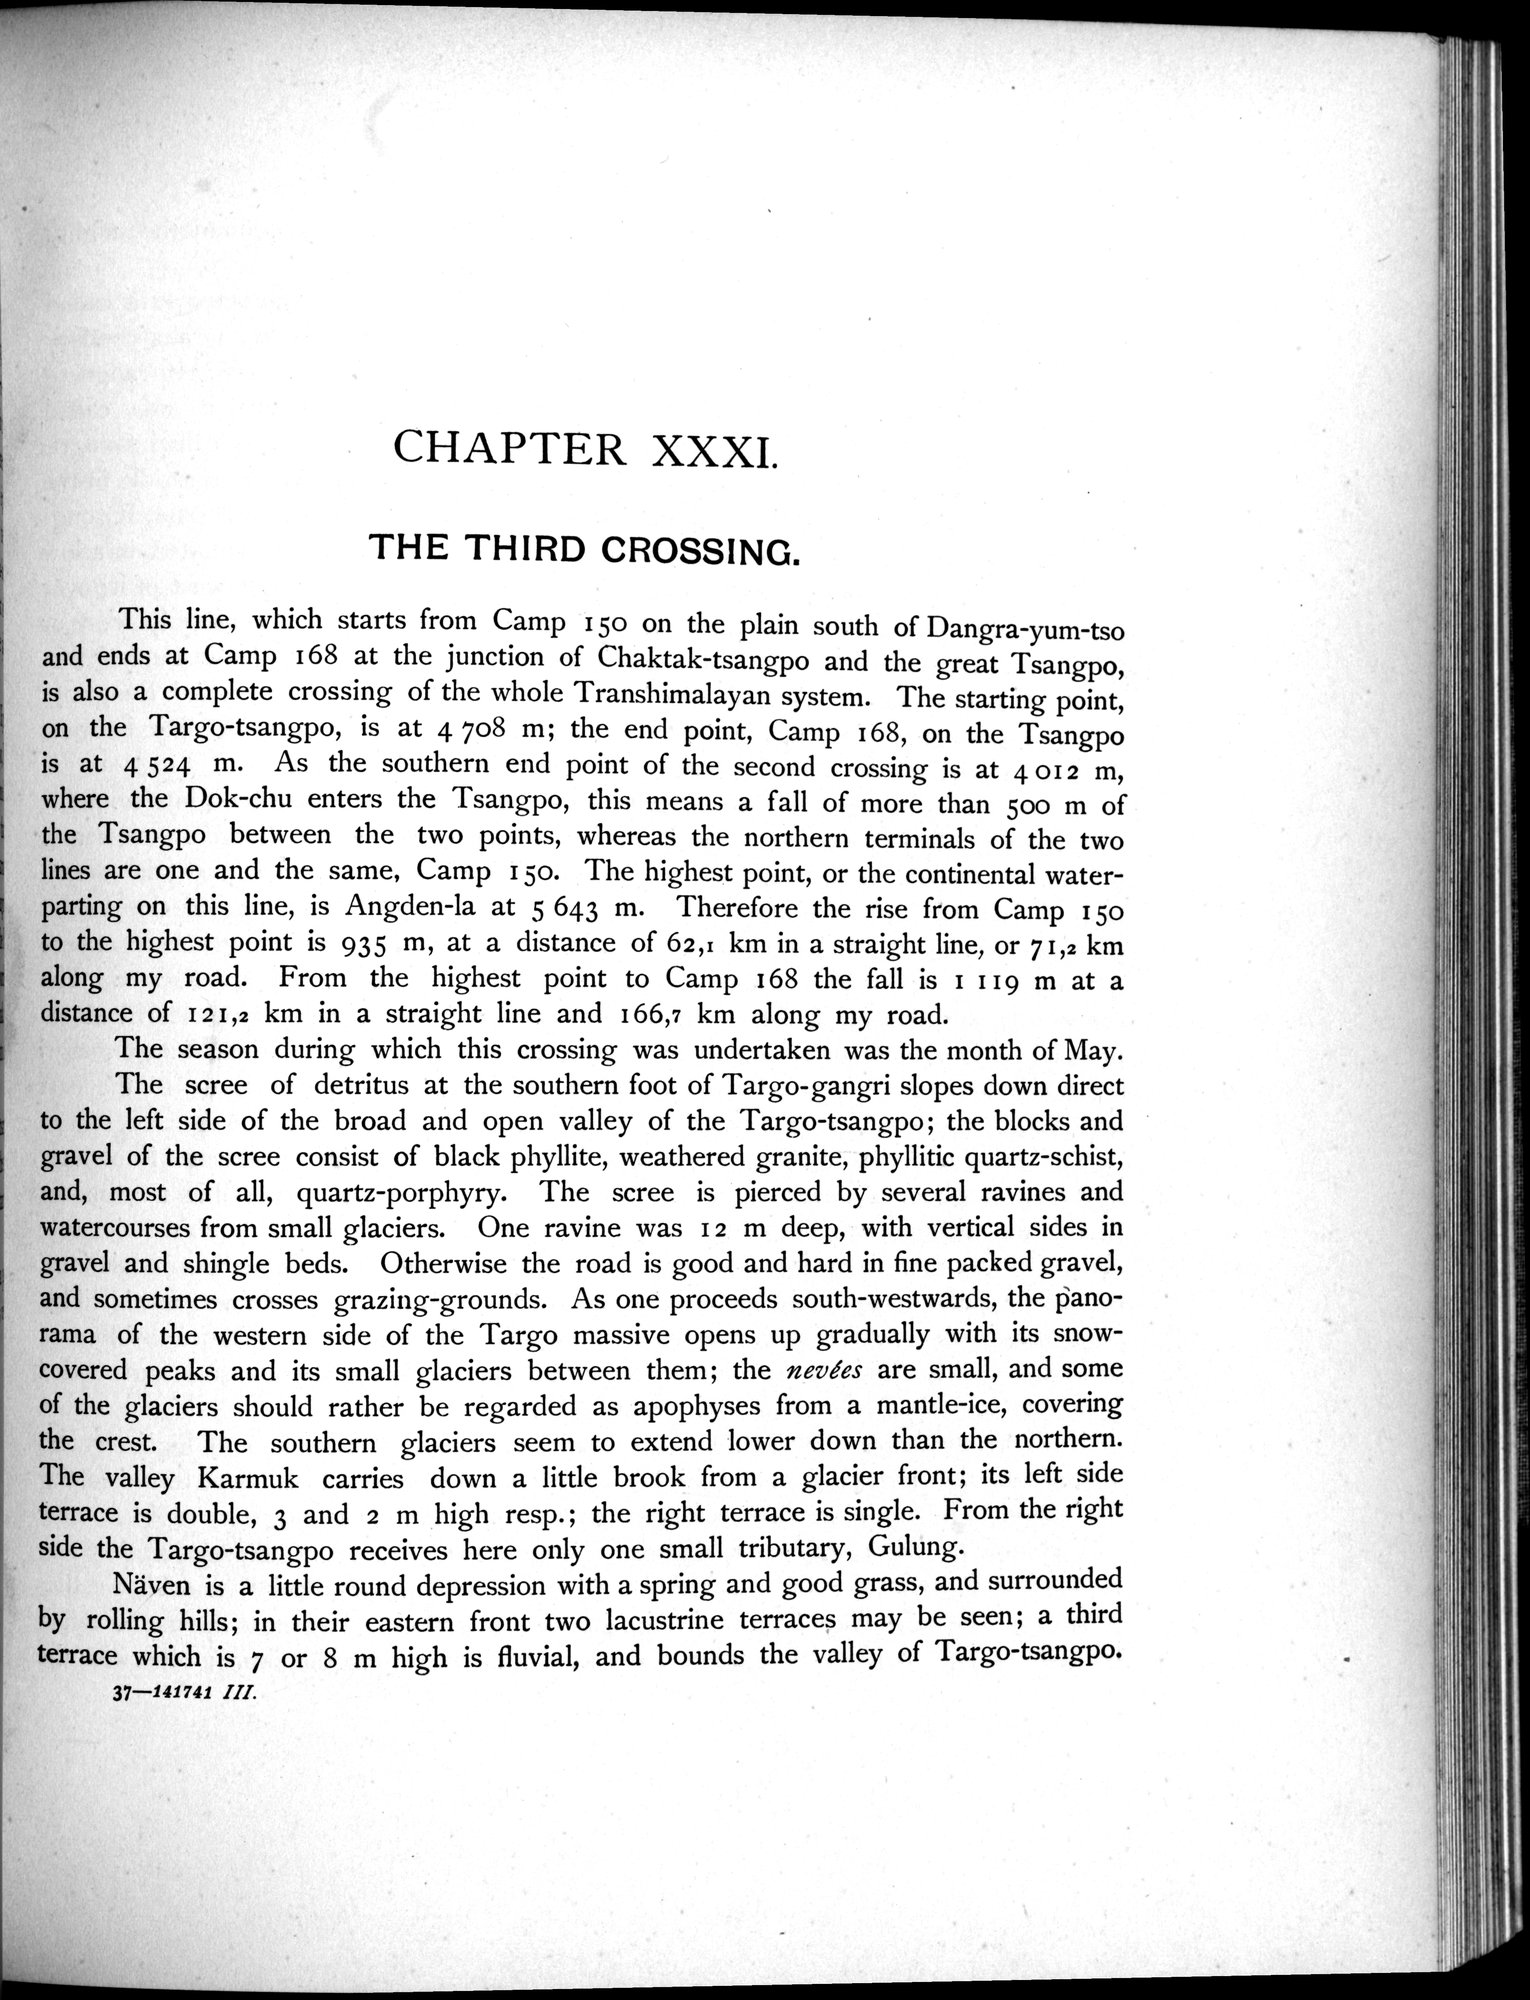 CHAPTER XXXI.
THE THIRD CROSSING.
This line, which starts from Camp 150 on the plain south of Dangra-yum-tso
and ends at Camp 168 at the junction of Chaktak-tsangpo and the great Tsangpo,
is also a complete crossing of the whole Transhimalayan system. The starting point,
on the Targo-tsangpo, is at 4 708 m; the end point, Camp 168, on the Tsangpo
is at 4 524 m. As the southern end point of the second crossing is at 4 012 m,
where the Dok-chu enters the Tsangpo, this means a fall of more than 500 m of
the Tsangpo between the two points, whereas the northern terminals of the two
lines are one and the same, Camp 150. The highest point, or the continental water-
parting on this line, is Angden-la at 5 643 m. Therefore the rise from Camp 150
to the highest point is 935 m, at a distance of 62,1 km in a straight line, or 71,2 km
along my road. From the highest point to Camp 168 the fall is 1 119 m at a
distance of 121,2 km in a straight line and 166,7 km along my road.
The season during which this crossing was undertaken was the month of May.
The scree of detritus at the southern foot of Targo-gangri slopes down direct
to the left side of the broad and open valley of the Targo-tsangpo; the blocks and
gravel of the scree consist of black phyllite, weathered granite, phyllitic quartz-schist,
and, most of all, quartz-porphyry. The scree is pierced by several ravines and
watercourses from small glaciers. One ravine was 12 m deep, with vertical sides in
gravel and shingle beds. Otherwise the road is good and hard in fine packed gravel,
and sometimes crosses grazing-grounds. As one proceeds south-westwards, the pano-
rama of the western side of the Targo massive opens up gradually with its snow-
covered peaks and its small glaciers between them; the nevées are small, and some
of the glaciers should rather be regarded as apophyses from a mantle-ice, covering
the crest. The southern glaciers seem to extend lower down than the northern.
The valley Karmuk carries down a little brook from a glacier front; its left side
terrace is double, 3 and 2 m high resp.; the right terrace is single. From the right
side the Targo-tsangpo receives here only one small tributary, Gulung.
Näven is a little round depression with a spring and good grass, and surrounded
by rolling hills; in their eastern front two lacustrine terraces may be seen; a third
terrace which is 7 or 8 m high is fluvial, and bounds the valley of Targo-tsangpo.
37—141741 III.